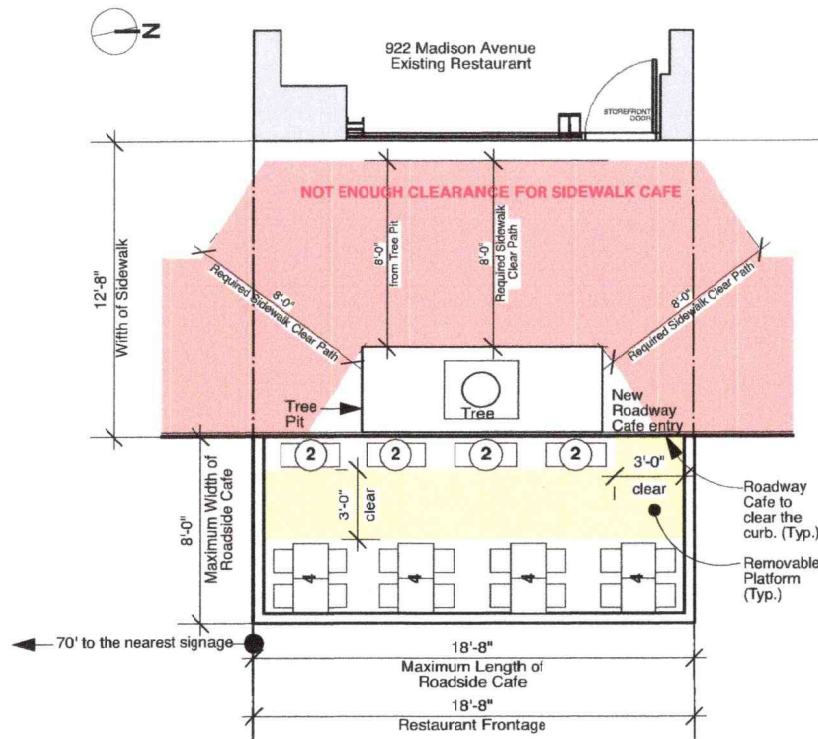 N
922 Madison Avenue
Existing Restaurant
STOREFRONT
DOOR
NOT ENOUGH CLEARANCE FOR SIDEWALK CAFE
12'-8"
Width of Sidewalk
8'-0"
from Tree Pit
8'-0"
Required Sidewalk
Clear Path
8'-0"
Required Sidewalk Clear Path
8'-0"
Required Sidewalk Clear Path
Tree
Pit
Tree
New
Roadway
Cafe entry
2
2
2
2
3'-0"
clear
3'-0"
clear
8'-0"
Maximum Width of
Roadside Cafe
Roadway
Cafe to
clear the
curb. (Typ.)
Removable
Platform
(Typ.)
4
4
4
4
70' to the nearest signage
18'-8"
Maximum Length of
Roadside Cafe
18'-8"
Restaurant Frontage